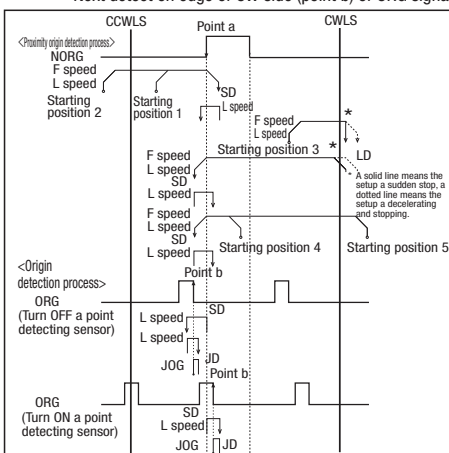 Next detect on edge of CW side (point b) of ORG signal
CCWLS
CWLS
Point a
<Proximity origin detection process>
NORG
F speed
L speed
SD
L speed
Starting position 2
Starting position 1
F speed
L speed
*
*
LD
Starting position 3
F speed
L speed
SD
L speed
* A solid line means the setup a sudden stop, a dotted line means the setup a decelerating and stopping.
F speed
L speed
SD
L speed
Starting position 4
Starting position 5
<Origin detection process>
Point b
ORG
(Turn OFF a point detecting sensor)
SD
L speed
L speed
JD
JOG
Point b
ORG
(Turn ON a point detecting sensor)
SD
L speed
JOG
JD